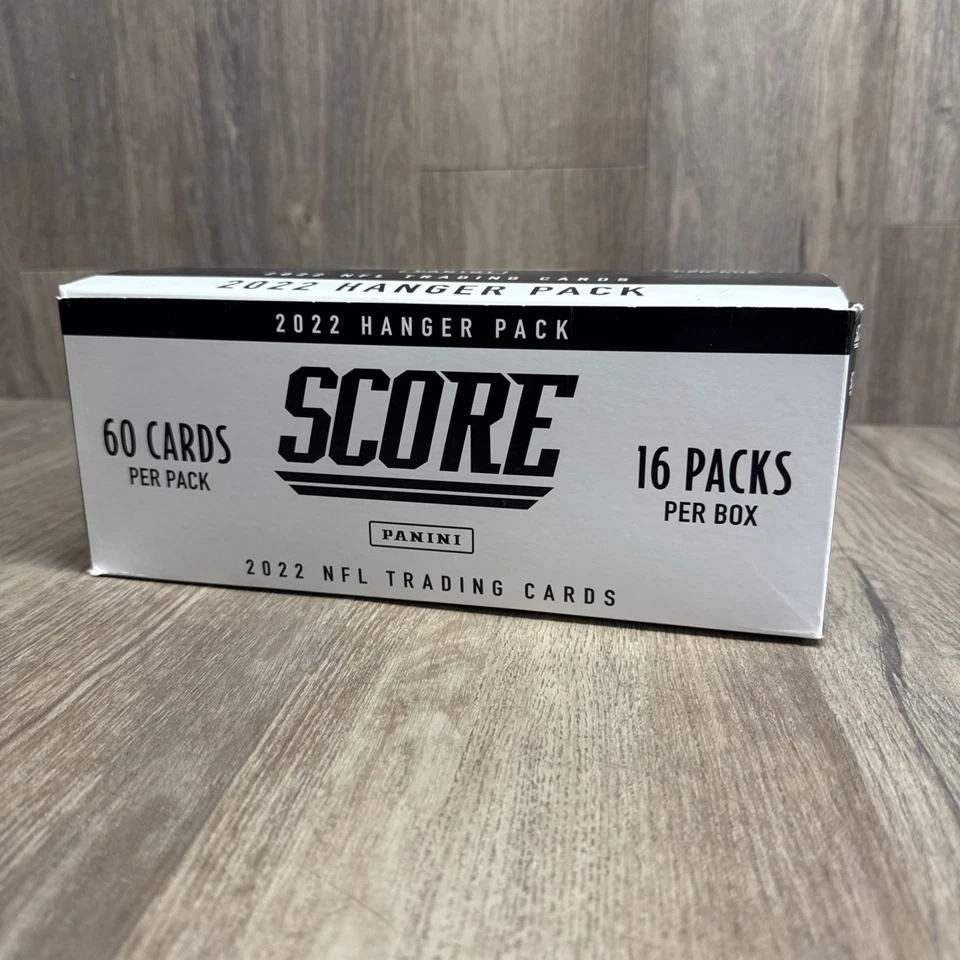 2022 NFL TRADING CARDS
2022 HANGER PACK
2022 HANGER PACK
SCORE
60 CARDS
PER PACK
16 PACKS
PER BOX
PANINI
2022 NFL TRADING CARDS